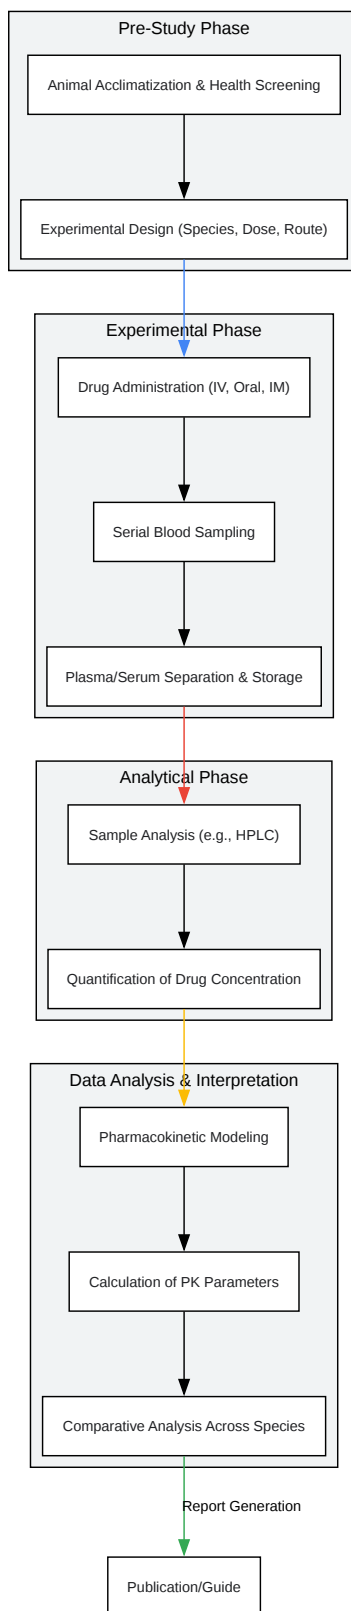 Pre-Study Phase
Animal Acclimatization & Health Screening
Experimental Design (Species, Dose, Route)
Experimental Phase
Drug Administration (IV, Oral, IM)
Serial Blood Sampling
Plasma/Serum Separation & Storage
Analytical Phase
Sample Analysis (e.g., HPLC)
Quantification of Drug Concentration
Data Analysis & Interpretation
Pharmacokinetic Modeling
Calculation of PK Parameters
Comparative Analysis Across Species
Report Generation
Publication/Guide